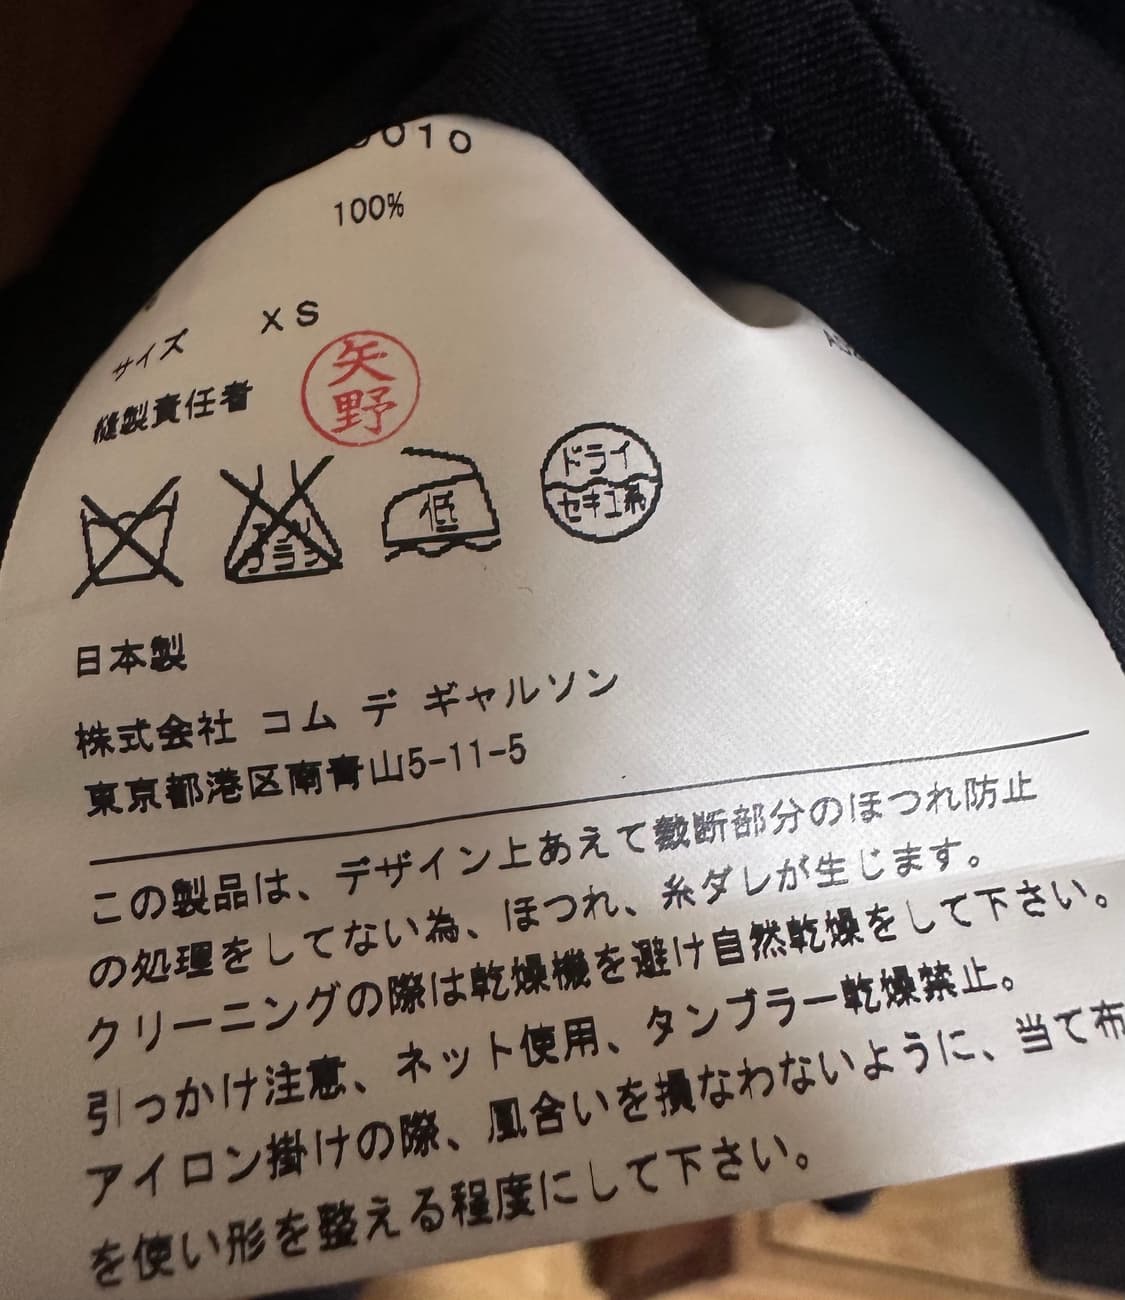 010
100%
サイズ XS
縫製責任者 矢野
低
ドライ
セキユ系
日本製
株式会社 コム デ ギャルソン
東京都港区南青山5-11-5
この製品は、デザイン上あえて裁断部分のほつれ防止
の処理をしてない為、ほつれ、糸ダレが生じます。
クリーニングの際は乾燥機を避け自然乾燥をして下さい。
引っかけ注意、ネット使用、タンブラー乾燥禁止。
アイロン掛けの際、風合いを損なわないように、当て布
を使い形を整える程度にして下さい。